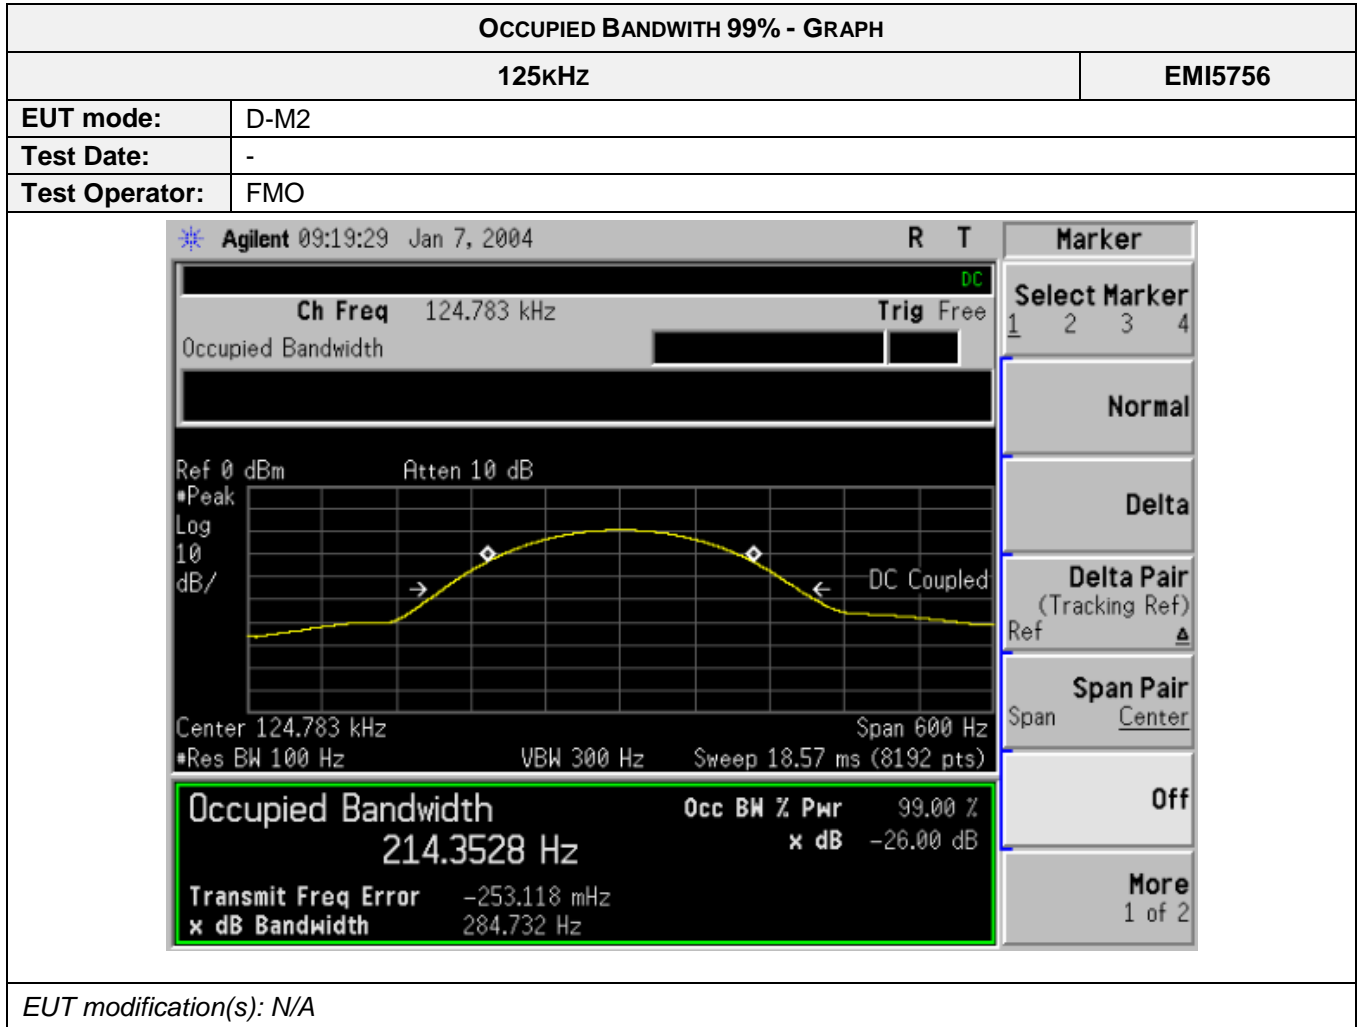 OCCUPIED BANDWITH 99% - GRAPH
125KHZ EMI5756
EUT mode: D-M2
Test Date: -
Test Operator: FMO
Agilent 09:19:29 Jan 7, 2004 R T
Marker
DC
Ch Freq 124.783 kHz Trig Free
Occupied Bandwidth
Select Marker
1 2 3 4
Normal
Ref 0 dBm Atten 10 dB
#Peak
Log
10
dB/
DC Coupled
Delta
Delta Pair
(Tracking Ref)
Ref Δ
Span Pair
Span Center
Center 124.783 kHz Span 600 Hz
#Res BW 100 Hz VBW 300 Hz Sweep 18.57 ms (8192 pts)
Off
Occupied Bandwidth Occ BW % Pwr 99.00 %
214.3528 Hz x dB -26.00 dB
Transmit Freq Error -253.118 mHz
x dB Bandwidth 284.732 Hz
More
1 of 2
EUT modification(s): N/A